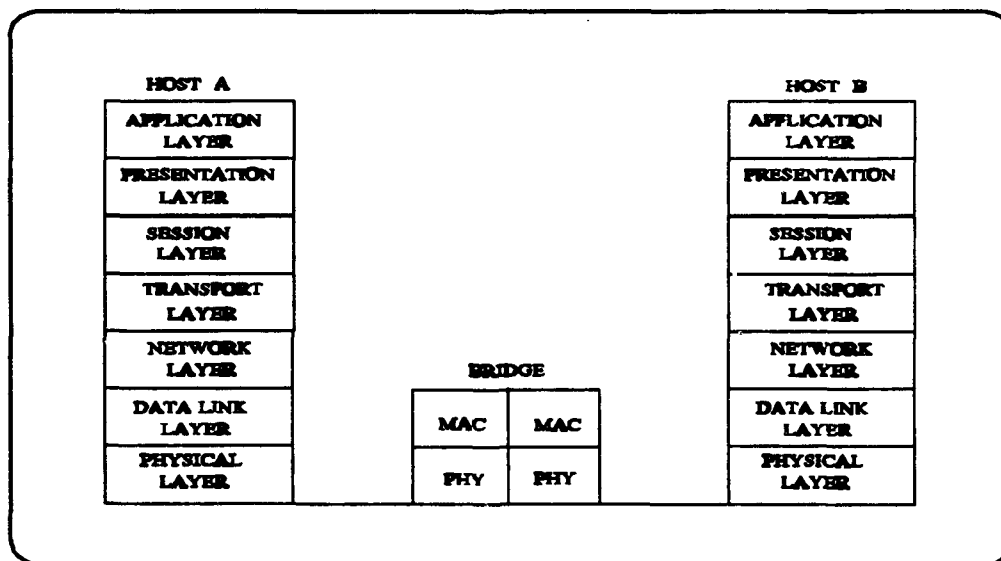 HOST A
APPLICATION
LAYER
PRESENTATION
LAYER
SESSION
LAYER
TRANSPORT
LAYER
NETWORK
LAYER
DATA LINK
LAYER
PHYSICAL
LAYER
BRIDGE
MAC MAC
PHY PHY
HOST B
APPLICATION
LAYER
PRESENTATION
LAYER
SESSION
LAYER
TRANSPORT
LAYER
NETWORK
LAYER
DATA LINK
LAYER
PHYSICAL
LAYER